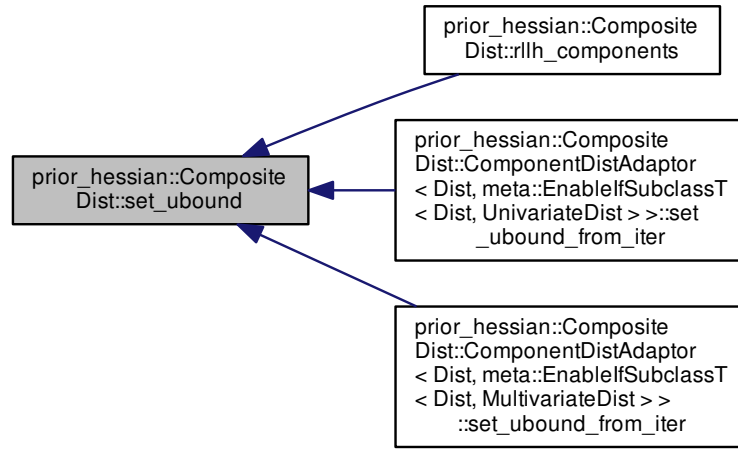 prior_hessian::Composite
Dist::rllh_components
prior_hessian::Composite
Dist::set_ubound
prior_hessian::Composite
Dist::ComponentDistAdaptor
< Dist, meta::EnableIfSubclassT
< Dist, UnivariateDist > >::set
_ubound_from_iter
prior_hessian::Composite
Dist::ComponentDistAdaptor
< Dist, meta::EnableIfSubclassT
< Dist, MultivariateDist > >
::set_ubound_from_iter